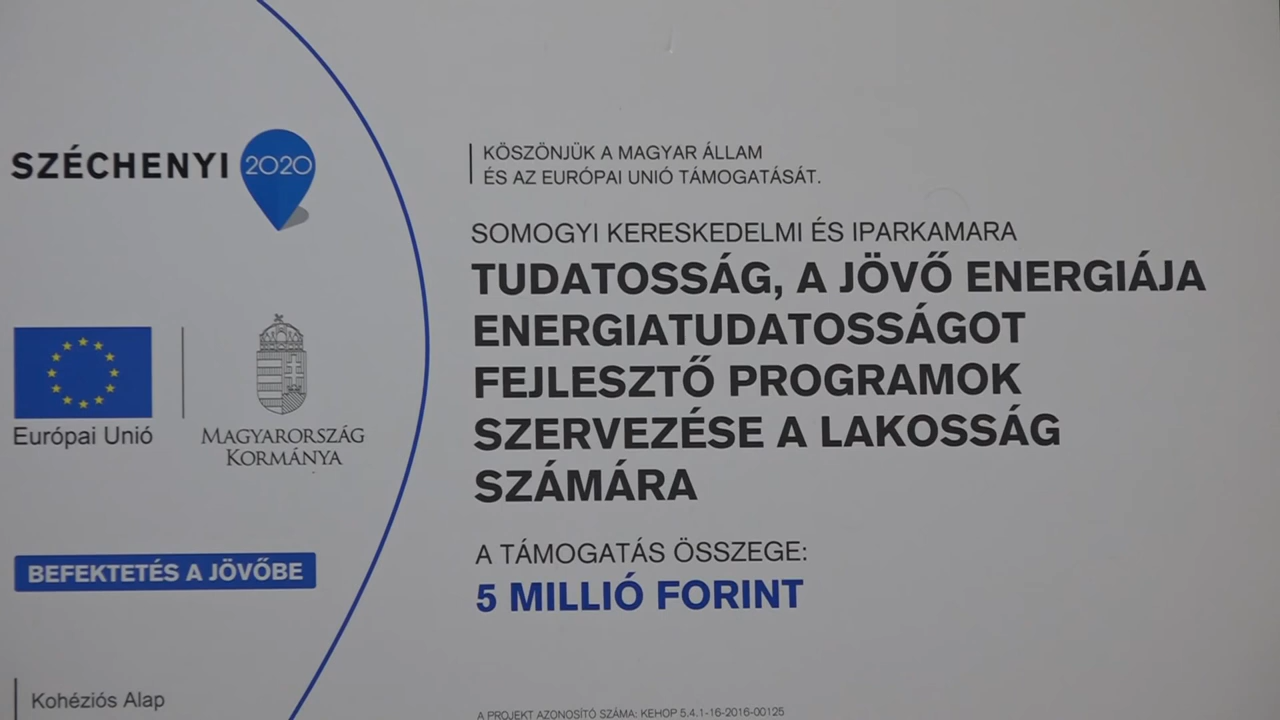 SZÉCHENYI 2020
Európai Unió
MAGYARORSZÁG
KORMÁNYA
BEFEKTETÉS A JÖVŐBE
Kohéziós Alap
KÖSZÖNJÜK A MAGYAR ÁLLAM
ÉS AZ EURÓPAI UNIÓ TÁMOGATÁSÁT.
SOMOGYI KERESKEDELMI ÉS IPARKAMARA
TUDATOSSÁG, A JÖVŐ ENERGIÁJA
ENERGIATUDATOSSÁGOT
FEJLESZTŐ PROGRAMOK
SZERVEZÉSE A LAKOSSÁG
SZÁMÁRA
A TÁMOGATÁS ÖSSZEGE:
5 MILLIÓ FORINT
A PROJEKT AZONOSÍTÓ SZÁMA: KEHOP 5.4.1-16-2016-00125